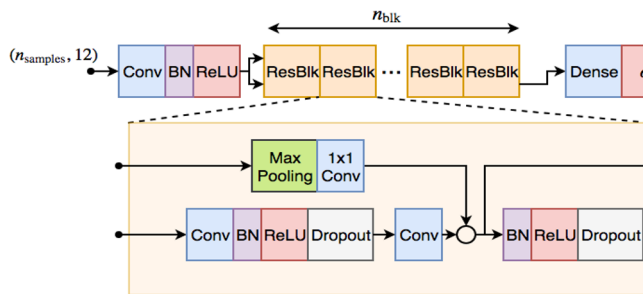 n_blk
(n_samples, 12)
Conv BN ReLU ResBlk ResBlk ... ResBlk ResBlk Dense
Max Pooling 1x1 Conv
Conv BN ReLU Dropout Conv BN ReLU Dropout